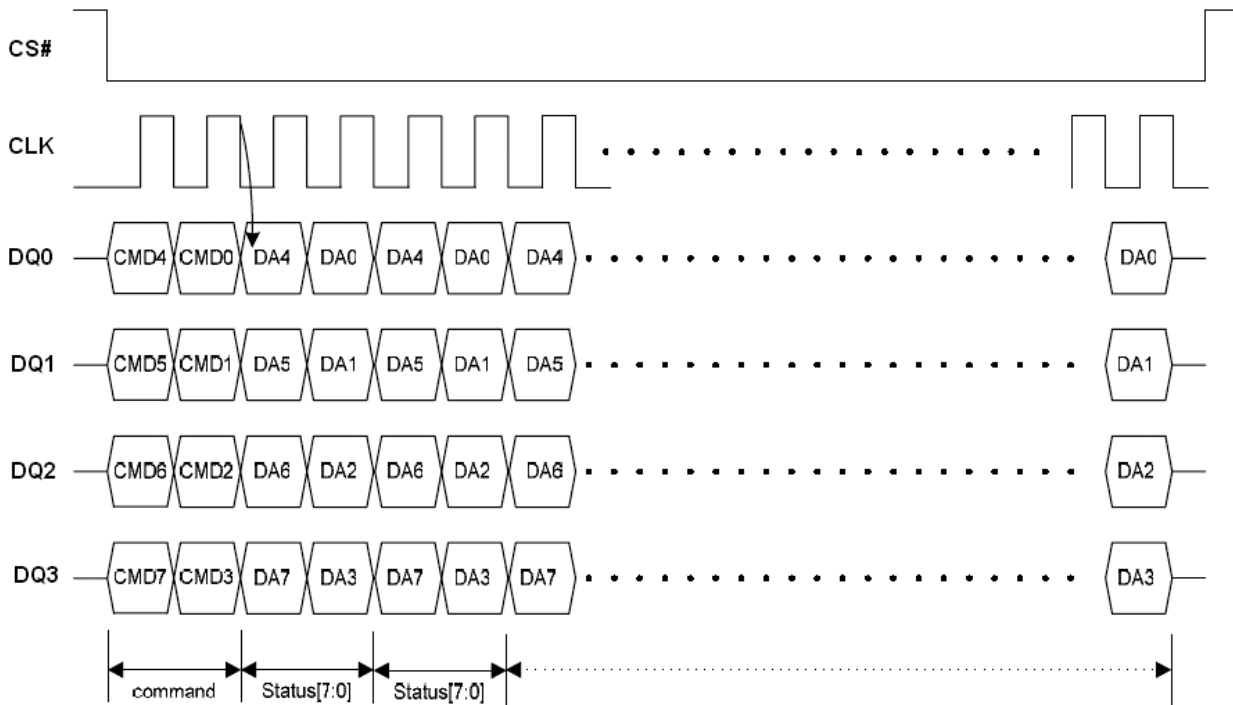 CS#
CLK
DQ0 CMD4 CMD0 DA4 DA0 DA4 DA0 DA4 DA0
DQ1 CMD5 CMD1 DA5 DA1 DA5 DA1 DA5 DA1
DQ2 CMD6 CMD2 DA6 DA2 DA6 DA2 DA6 DA2
DQ3 CMD7 CMD3 DA7 DA3 DA7 DA3 DA7 DA3
command Status[7:0] Status[7:0]